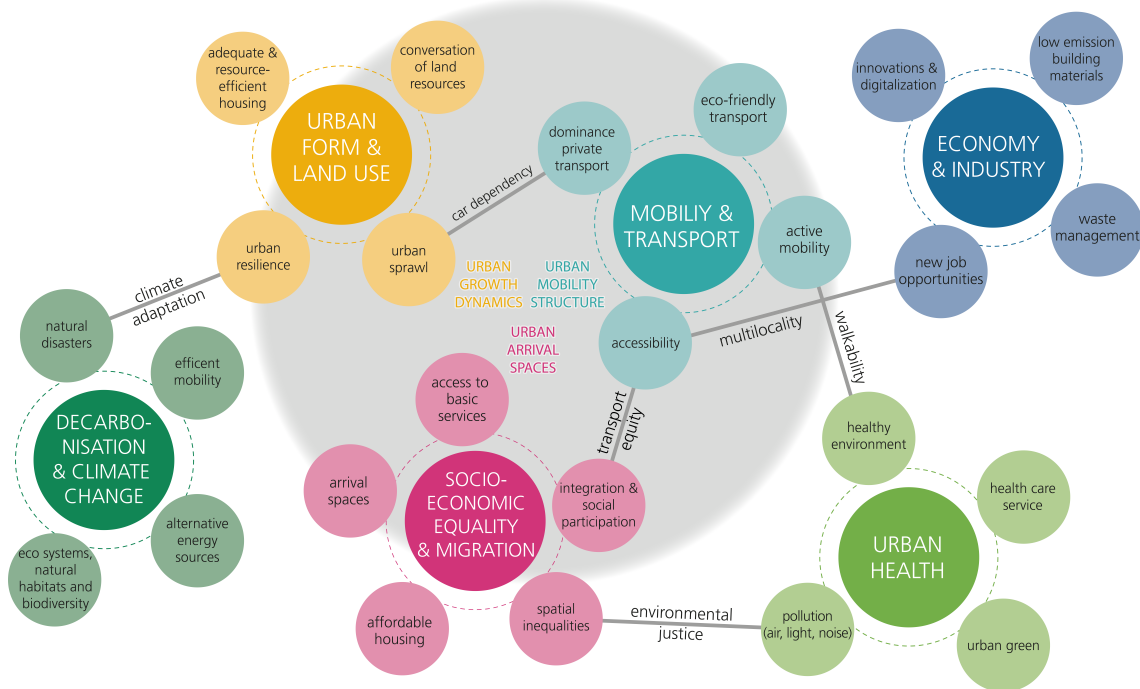 adequate &
resource-
efficient
housing
conversation
of land
resources
URBAN
FORM &
LAND USE
urban
resilience
urban
sprawl
car dependency
dominance
private
transport
eco-friendly
transport
MOBILIY &
TRANSPORT
active
mobility
accessibility
innovations &
digitalization
low emission
building
materials
ECONOMY
& INDUSTRY
waste
management
new job
opportunities
URBAN
GROWTH
DYNAMICS
URBAN
MOBILITY
STRUCTURE
URBAN
ARRIVAL
SPACES
climate
adaptation
multilocality
walkability
transport
equity
natural
disasters
efficent
mobility
DECARBO-
NISATION
& CLIMATE
CHANGE
alternative
energy
sources
eco systems,
natural
habitats and
biodiversity
access to
basic
services
arrival
spaces
SOCIO-
ECONOMIC
EQUALITY
& MIGRATION
integration &
social
participation
affordable
housing
spatial
inequalities
environmental
justice
healthy
environment
health care
service
URBAN
HEALTH
pollution
(air, light, noise)
urban green